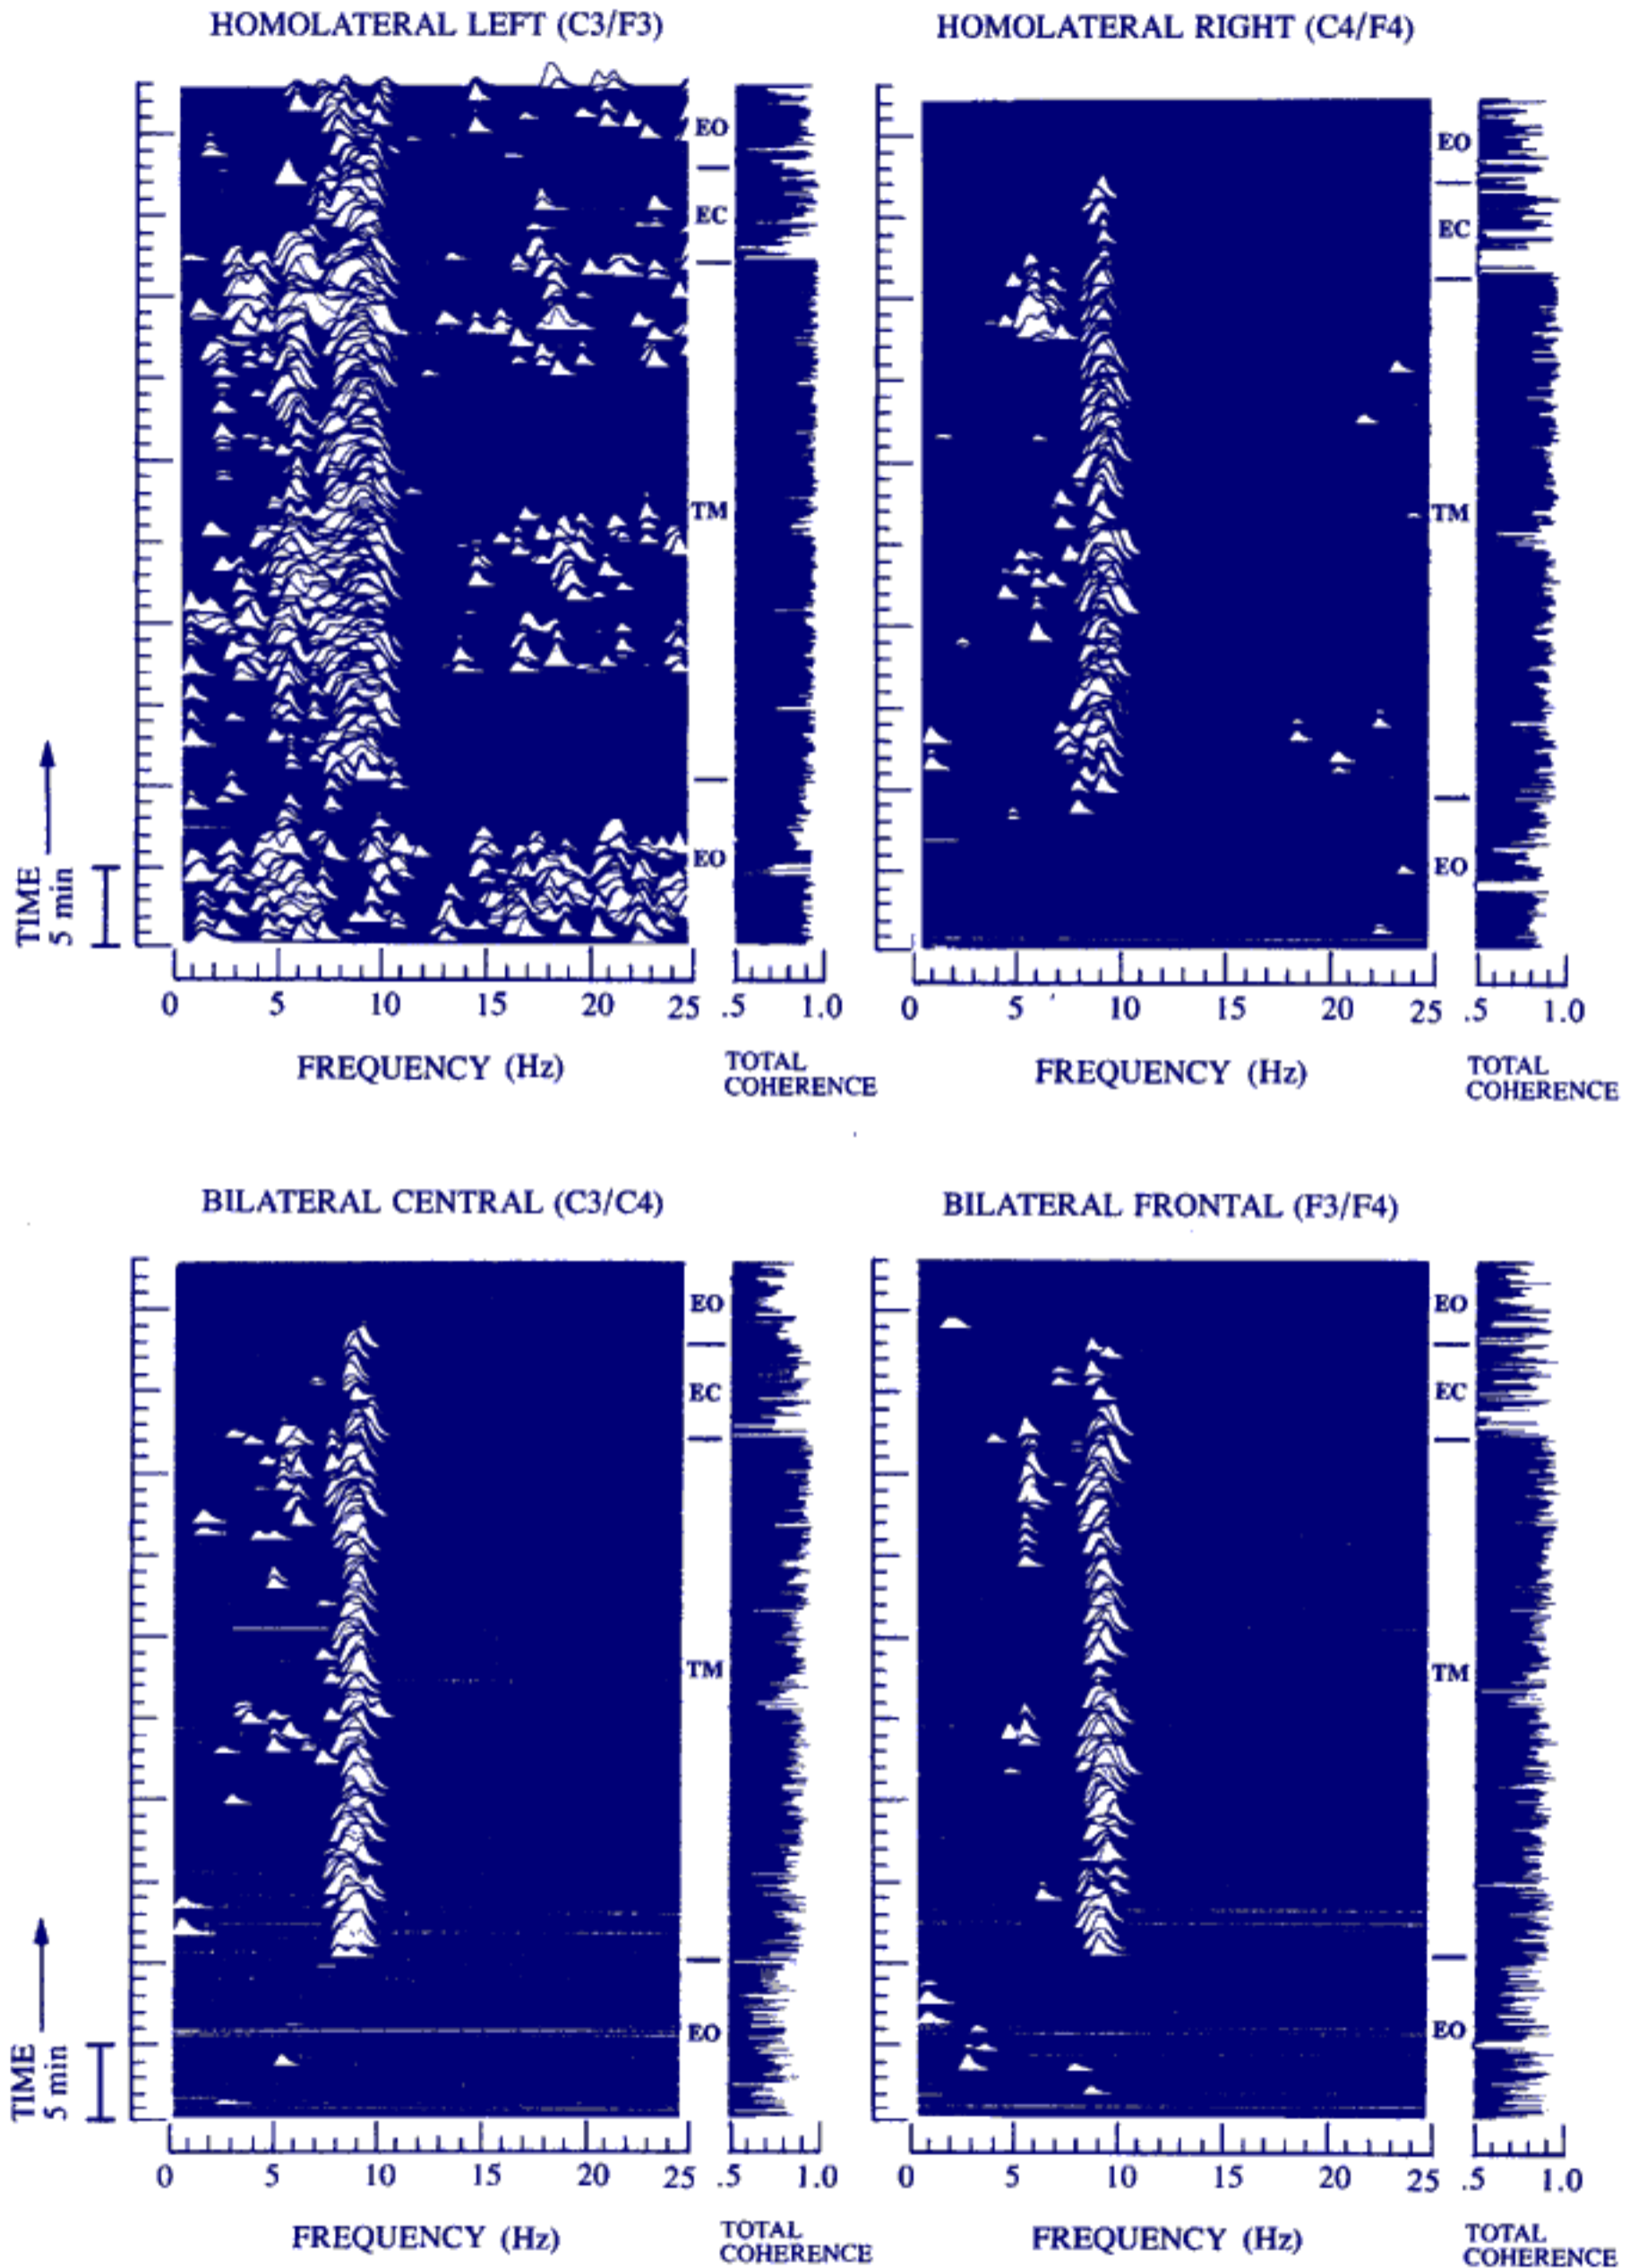 HOMOLATERAL LEFT (C3/F3)
HOMOLATERAL RIGHT (C4/F4)
EO
EC
TM
EO
EO
EC
TM
EO
TIME
5 min
0 5 10 15 20 25 .5 1.0
0 5 10 15 20 25 .5 1.0
FREQUENCY (Hz)
TOTAL
COHERENCE
FREQUENCY (Hz)
TOTAL
COHERENCE
BILATERAL CENTRAL (C3/C4)
BILATERAL FRONTAL (F3/F4)
EO
EC
TM
EO
EO
EC
TM
EO
TIME
5 min
0 5 10 15 20 25 .5 1.0
0 5 10 15 20 25 .5 1.0
FREQUENCY (Hz)
TOTAL
COHERENCE
FREQUENCY (Hz)
TOTAL
COHERENCE